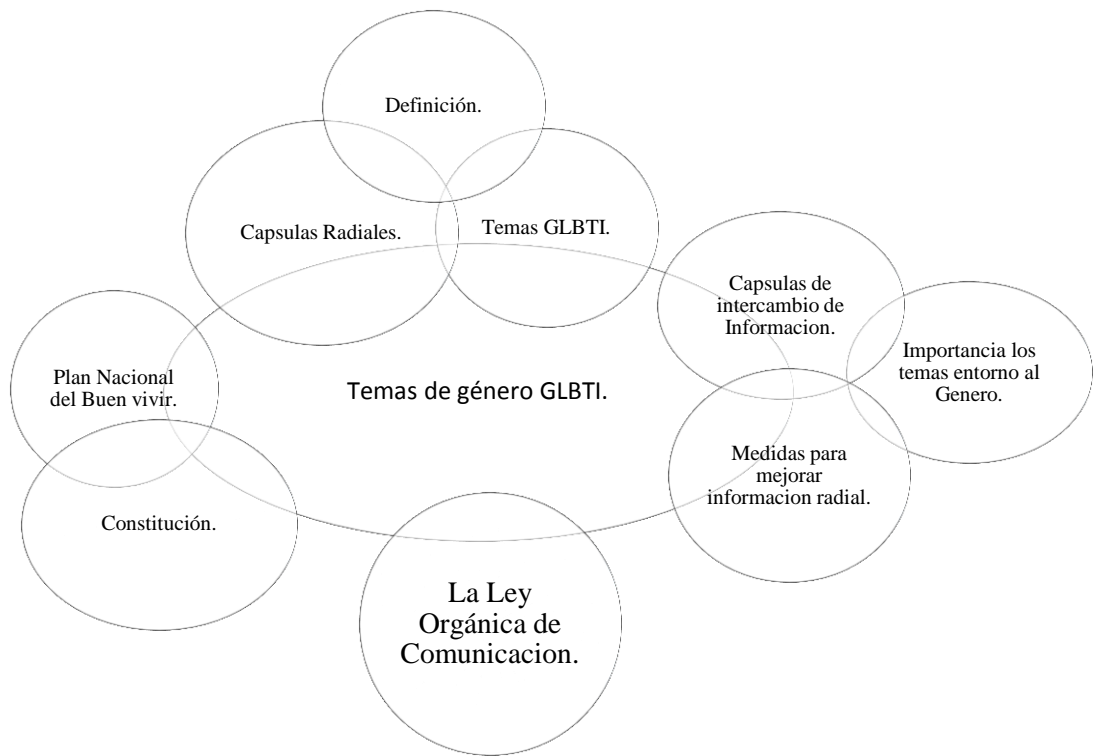 Definición.
Capsulas Radiales.
Temas GLBTI.
Capsulas de
intercambio de
Informacion.
Importancia los
temas entorno al
Genero.
Plan Nacional
del Buen vivir.
Temas de género GLBTI.
Medidas para
mejorar
informacion radial.
Constitución.
La Ley
Orgánica de
Comunicacion.